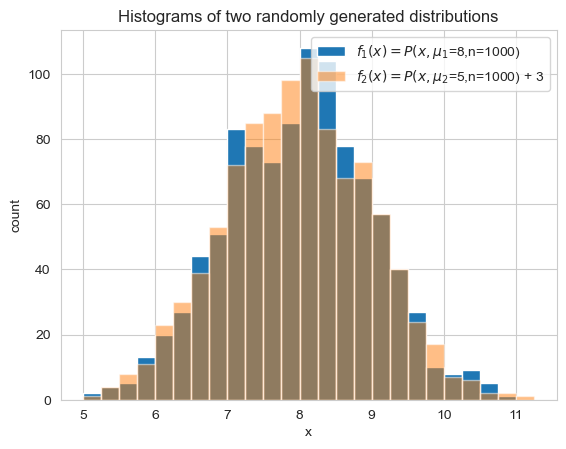 Histograms of two randomly generated distributions
f₁(x) = P(x, μ₁=8,n=1000)
f₂(x) = P(x, μ₂=5,n=1000) + 3
100
80
60
40
20
0
count
5 6 7 8 9 10 11
x